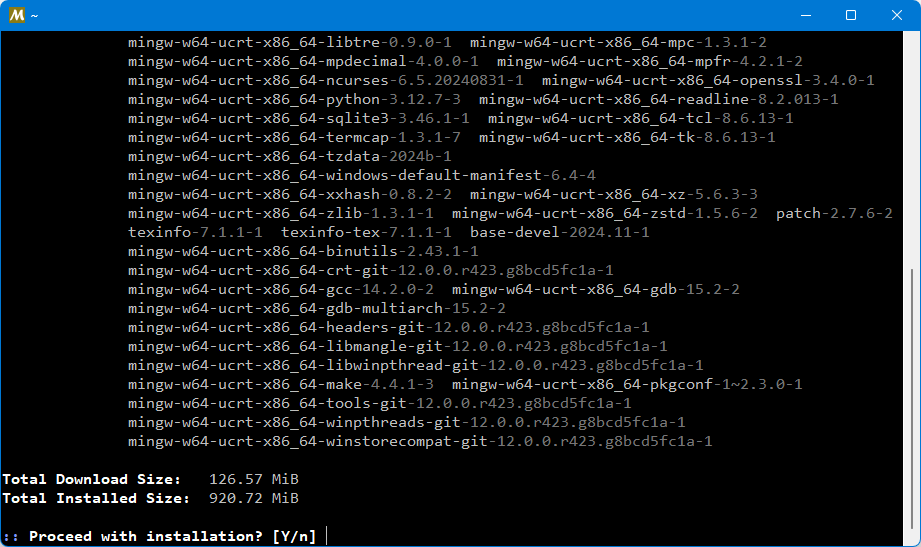 M ~
mingw-w64-ucrt-x86_64-libtre-0.9.0-1  mingw-w64-ucrt-x86_64-mpc-1.3.1-2
mingw-w64-ucrt-x86_64-mpdecimal-4.0.0-1  mingw-w64-ucrt-x86_64-mpfr-4.2.1-2
mingw-w64-ucrt-x86_64-ncurses-6.5.20240831-1  mingw-w64-ucrt-x86_64-openssl-3.4.0-1
mingw-w64-ucrt-x86_64-python-3.12.7-3  mingw-w64-ucrt-x86_64-readline-8.2.013-1
mingw-w64-ucrt-x86_64-sqlite3-3.46.1-1  mingw-w64-ucrt-x86_64-tcl-8.6.13-1
mingw-w64-ucrt-x86_64-termcap-1.3.1-7  mingw-w64-ucrt-x86_64-tk-8.6.13-1
mingw-w64-ucrt-x86_64-tzdata-2024b-1
mingw-w64-ucrt-x86_64-windows-default-manifest-6.4-4
mingw-w64-ucrt-x86_64-xxhash-0.8.2-2  mingw-w64-ucrt-x86_64-xz-5.6.3-3
mingw-w64-ucrt-x86_64-zlib-1.3.1-1  mingw-w64-ucrt-x86_64-zstd-1.5.6-2  patch-2.7.6-2
texinfo-7.1.1-1  texinfo-tex-7.1.1-1  base-devel-2024.11-1
mingw-w64-ucrt-x86_64-binutils-2.43.1-1
mingw-w64-ucrt-x86_64-crt-git-12.0.0.r423.g8bcd5fc1a-1
mingw-w64-ucrt-x86_64-gcc-14.2.0-2  mingw-w64-ucrt-x86_64-gdb-15.2-2
mingw-w64-ucrt-x86_64-gdb-multiarch-15.2-2
mingw-w64-ucrt-x86_64-headers-git-12.0.0.r423.g8bcd5fc1a-1
mingw-w64-ucrt-x86_64-libmangle-git-12.0.0.r423.g8bcd5fc1a-1
mingw-w64-ucrt-x86_64-libwinpthread-git-12.0.0.r423.g8bcd5fc1a-1
mingw-w64-ucrt-x86_64-make-4.4.1-3  mingw-w64-ucrt-x86_64-pkgconf-1~2.3.0-1
mingw-w64-ucrt-x86_64-tools-git-12.0.0.r423.g8bcd5fc1a-1
mingw-w64-ucrt-x86_64-winpthreads-git-12.0.0.r423.g8bcd5fc1a-1
mingw-w64-ucrt-x86_64-winstorecompat-git-12.0.0.r423.g8bcd5fc1a-1
Total Download Size:   126.57 MiB
Total Installed Size:  920.72 MiB
:: Proceed with installation? [Y/n]